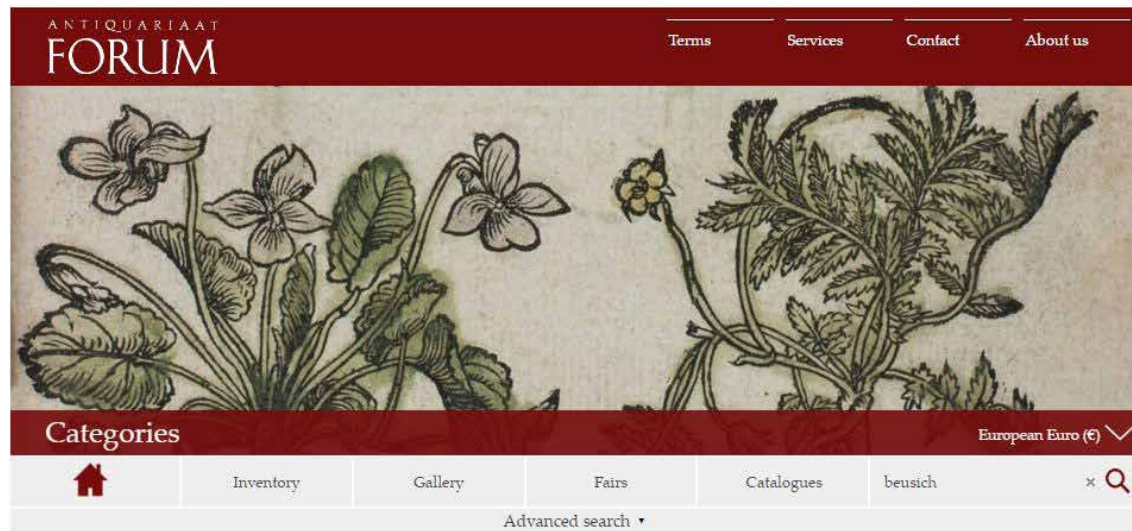 ANTIQUARIAAT
FORUM
Terms Services Contact About us
Categories
European Euro (€)
Inventory Gallery Fairs Catalogues beusich ×
Advanced search ▾